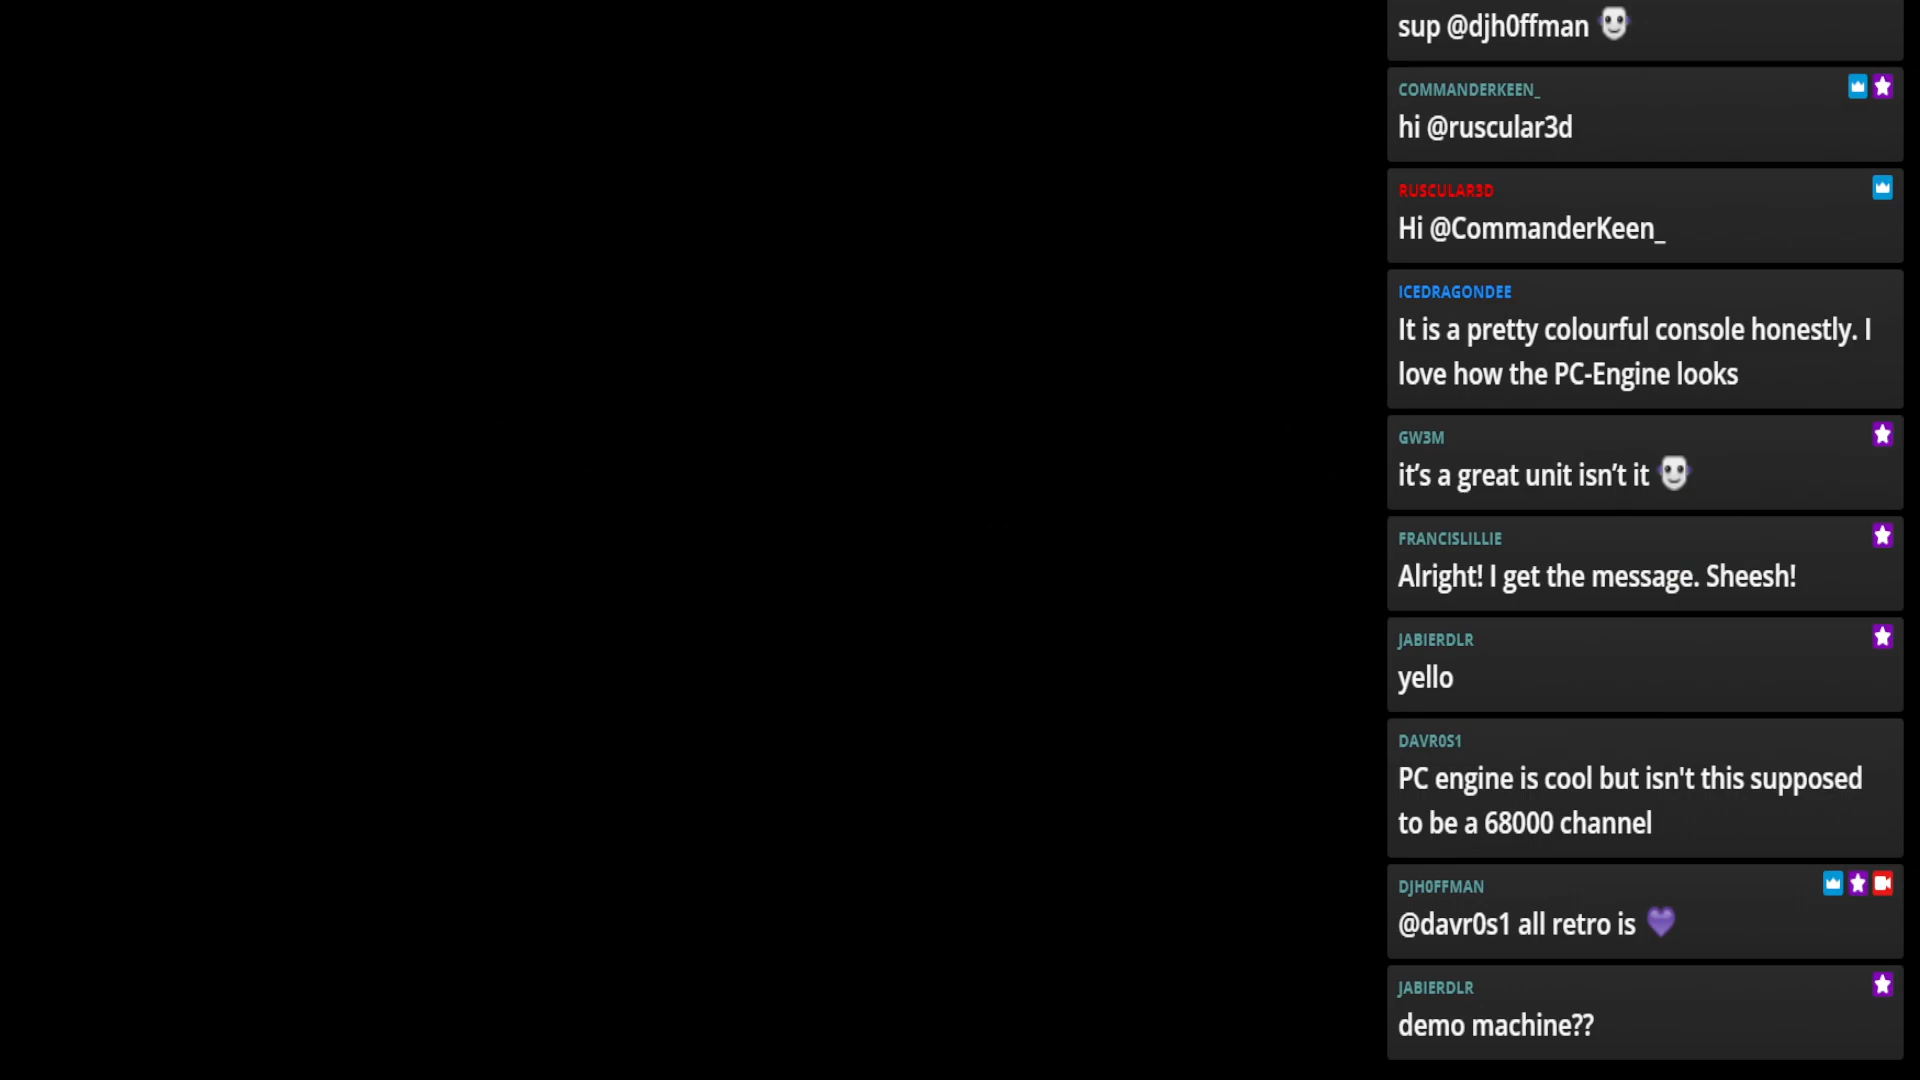 sup @djh0ffman
COMMANDERKEEN_
hi @ruscular3d
RUSCULAR3D
Hi @CommanderKeen_
ICEDRAGONDEE
It is a pretty colourful console honestly. I
love how the PC-Engine looks
GW3M
it’s a great unit isn’t it
FRANCISLILLIE
Alright! I get the message. Sheesh!
JABIERDLR
yello
DAVR0S1
PC engine is cool but isn't this supposed
to be a 68000 channel
DJH0FFMAN
@davr0s1 all retro is
JABIERDLR
demo machine??